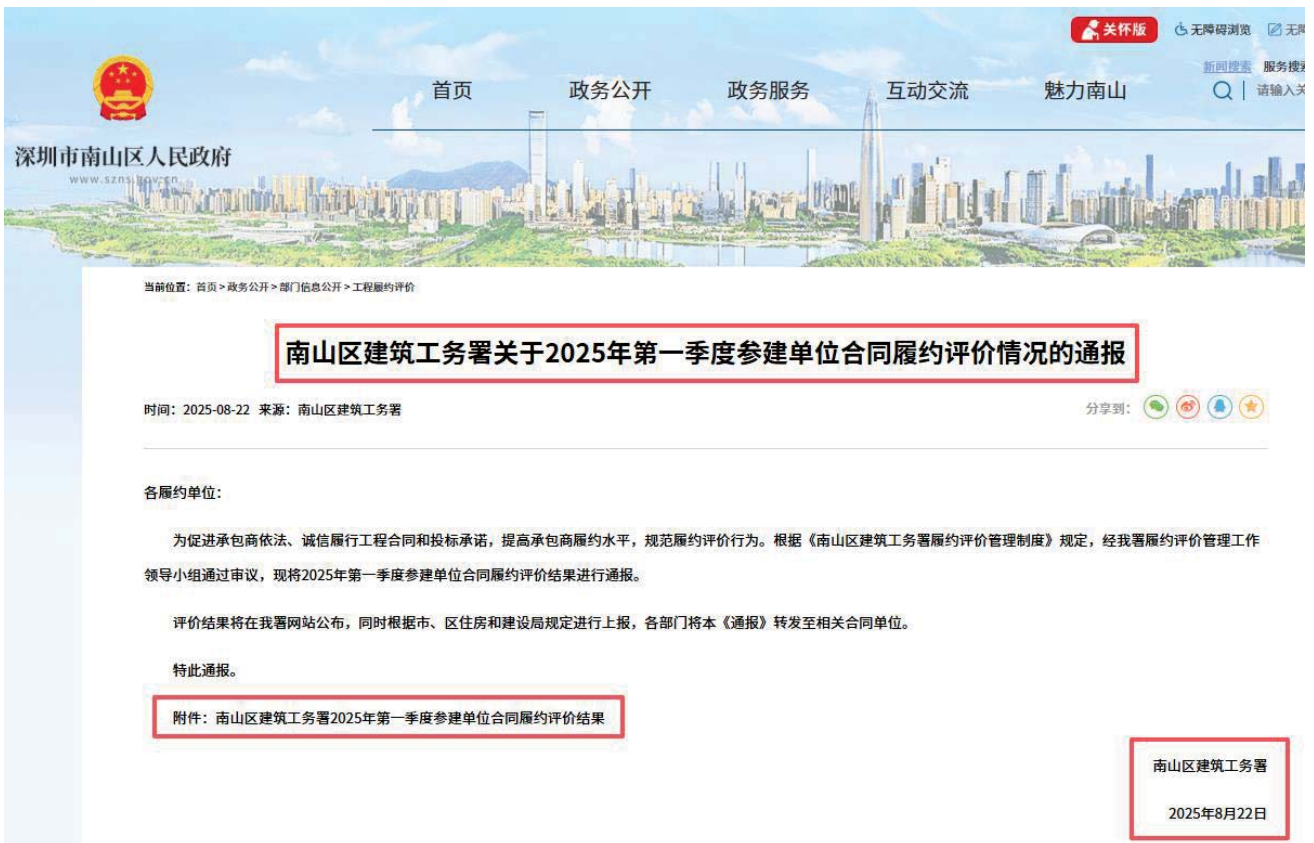 关怀版 无障碍浏览
新闻搜索 服务搜
首页 政务公开 政务服务 互动交流 魅力南山
请输入关
深圳市南山区人民政府
www.szns.gov.cn
当前位置：首页>政务公开>部门信息公开>工程履约评价
南山区建筑工务署关于2025年第一季度参建单位合同履约评价情况的通报
时间：2025-08-22 来源：南山区建筑工务署
分享到：
各履约单位：
为促进承包商依法、诚信履行工程合同和投标承诺，提高承包商履约水平，规范履约评价行为。根据《南山区建筑工务署履约评价管理制度》规定，经我署履约评价管理工作
领导小组通过审议，现将2025年第一季度参建单位合同履约评价结果进行通报。
评价结果将在我署网站公布，同时根据市、区住房和建设局规定进行上报，各部门将本《通报》转发至相关合同单位。
特此通报。
附件：南山区建筑工务署2025年第一季度参建单位合同履约评价结果
南山区建筑工务署
2025年8月22日